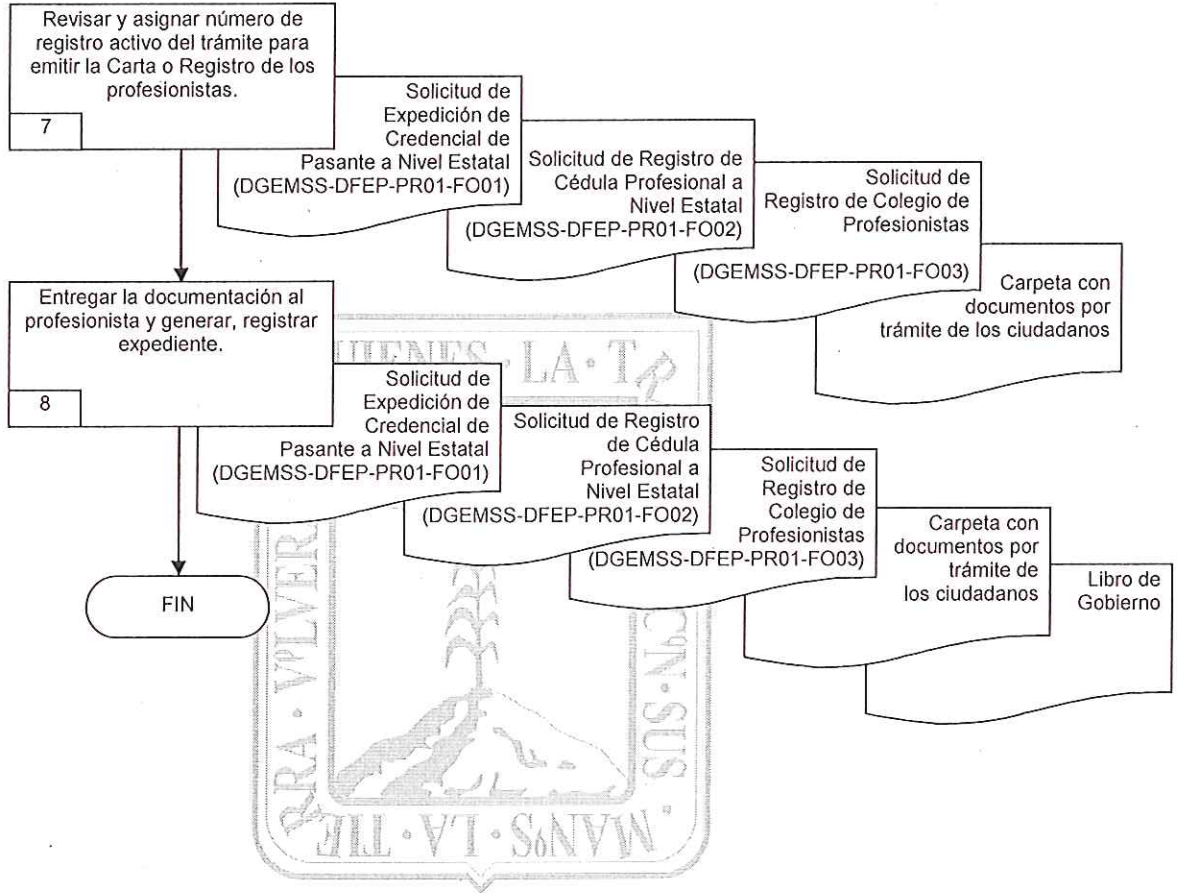 Revisar y asignar número de
registro activo del trámite para
emitir la Carta o Registro de los
profesionistas.
7
Solicitud de
Expedición de
Credencial de
Pasante a Nivel Estatal
(DGEMSS-DFEP-PR01-FO01)
Solicitud de Registro de
Cédula Profesional a
Nivel Estatal
(DGEMSS-DFEP-PR01-FO02)
Solicitud de
Registro de Colegio de
Profesionistas
(DGEMSS-DFEP-PR01-FO03)
Carpeta con
documentos por
trámite de los ciudadanos
Entregar la documentación al
profesionista y generar, registrar
expediente.
8
Solicitud de
Expedición de
Credencial de
Pasante a Nivel Estatal
(DGEMSS-DFEP-PR01-FO01)
Solicitud de Registro
de Cédula
Profesional a
Nivel Estatal
(DGEMSS-DFEP-PR01-FO02)
Solicitud de
Registro de
Colegio de
Profesionistas
(DGEMSS-DFEP-PR01-FO03)
Carpeta con
documentos por
trámite de
los ciudadanos
Libro de
Gobierno
FIN
LA • T
SUS •
MANS • LA • TIE
RRA •